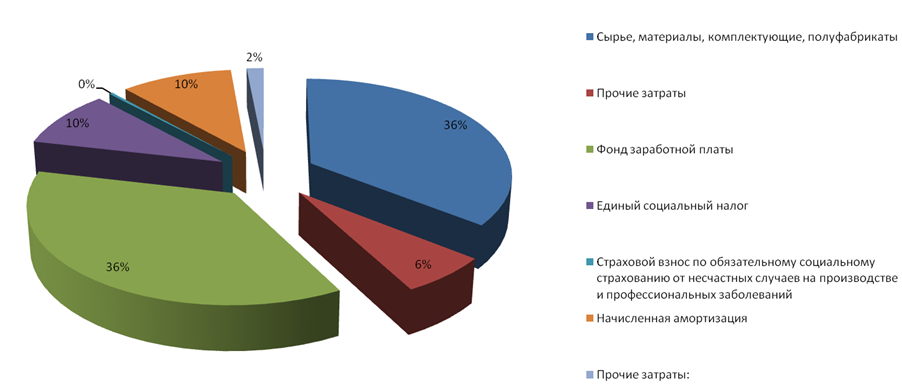 2%
0%
10%
36%
10%
36%
6%
Сырье, материалы, комплектующие, полуфабрикаты
Прочие затраты
Фонд заработной платы
Единый социальный налог
Страховой взнос по обязательному социальному
страхованию от несчастных случаев на производстве
и профессиональных заболеваний
Начисленная амортизация
Прочие затраты: